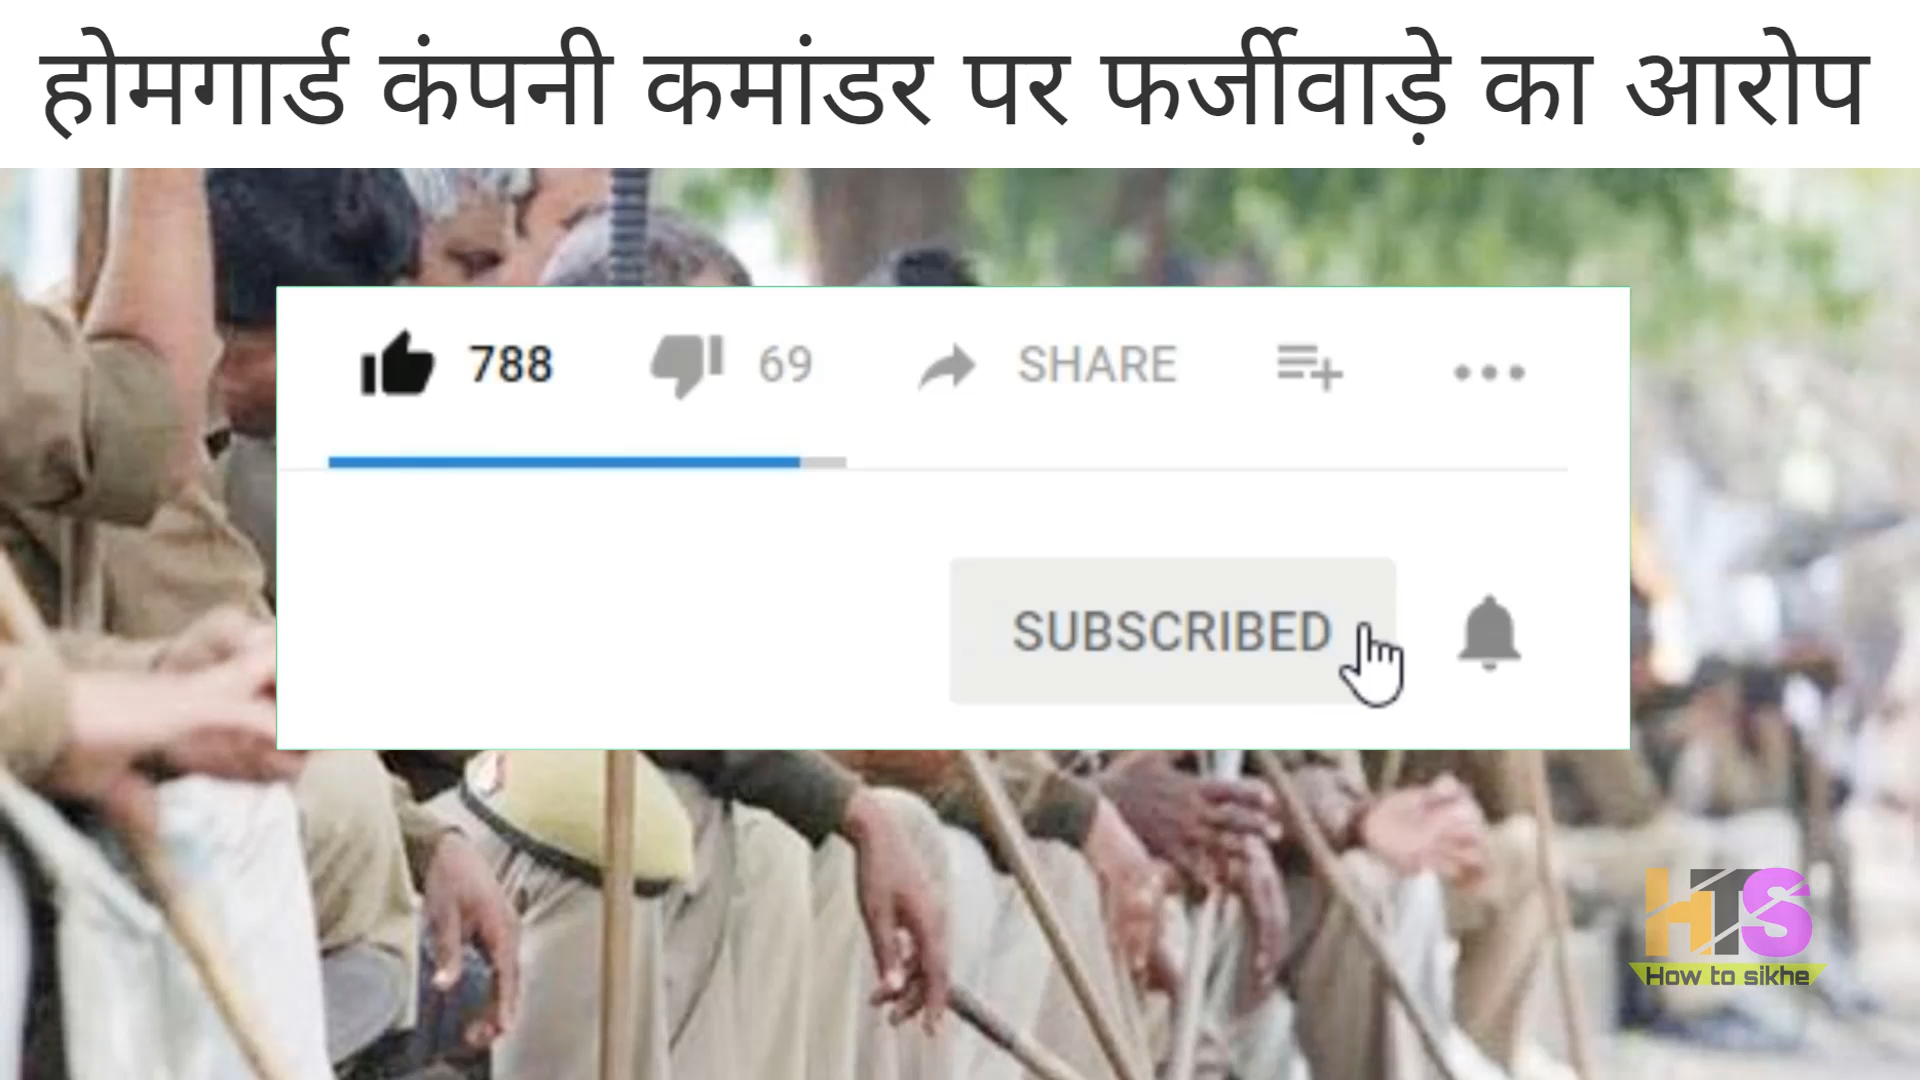 होमगार्ड कंपनी कमांडर पर फर्जीवाड़े का आरोप
788 69 SHARE
SUBSCRIBED
HTS
How to sikhe